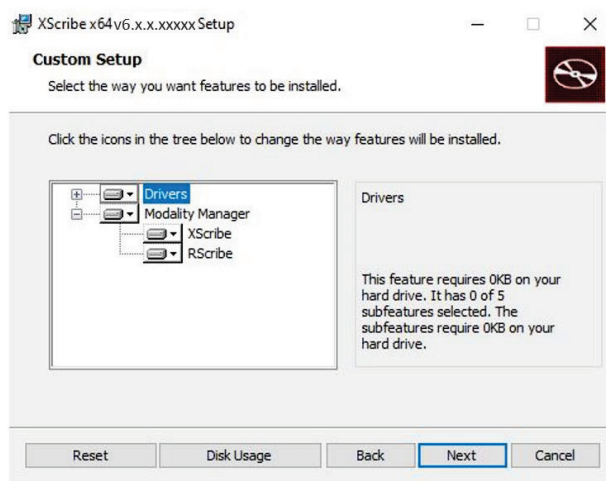 XScribe x64 v6.x.x.xxxxx Setup
Custom Setup
Select the way you want features to be installed.
Click the icons in the tree below to change the way features will be installed.
Drivers
Modality Manager
XScribe
RScribe
Drivers
This feature requires 0KB on your
hard drive. It has 0 of 5
subfeatures selected. The
subfeatures require 0KB on your
hard drive.
Reset Disk Usage Back Next Cancel